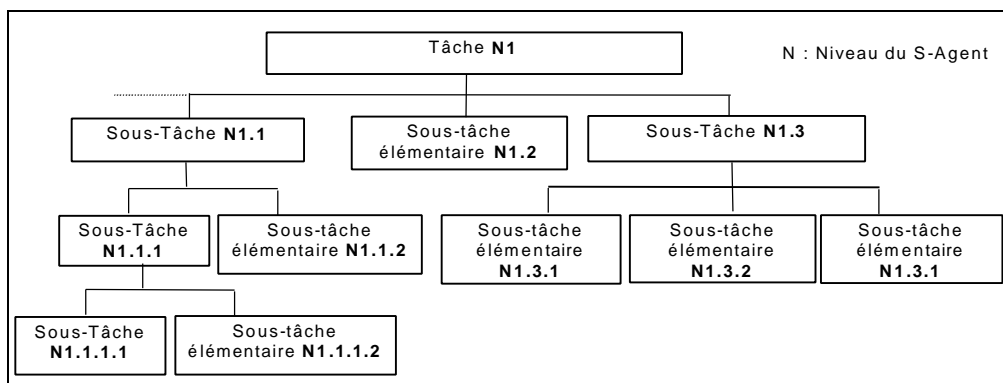 Tâche N1
N : Niveau du S-Agent
Sous-Tâche N1.1
Sous-tâche
élémentaire N1.2
Sous-Tâche N1.3
Sous-Tâche
N1.1.1
Sous-tâche
élémentaire N1.1.2
Sous-tâche
élémentaire
N1.3.1
Sous-tâche
élémentaire
N1.3.2
Sous-tâche
élémentaire
N1.3.1
Sous-Tâche
N1.1.1.1
Sous-tâche
élémentaire N1.1.1.2